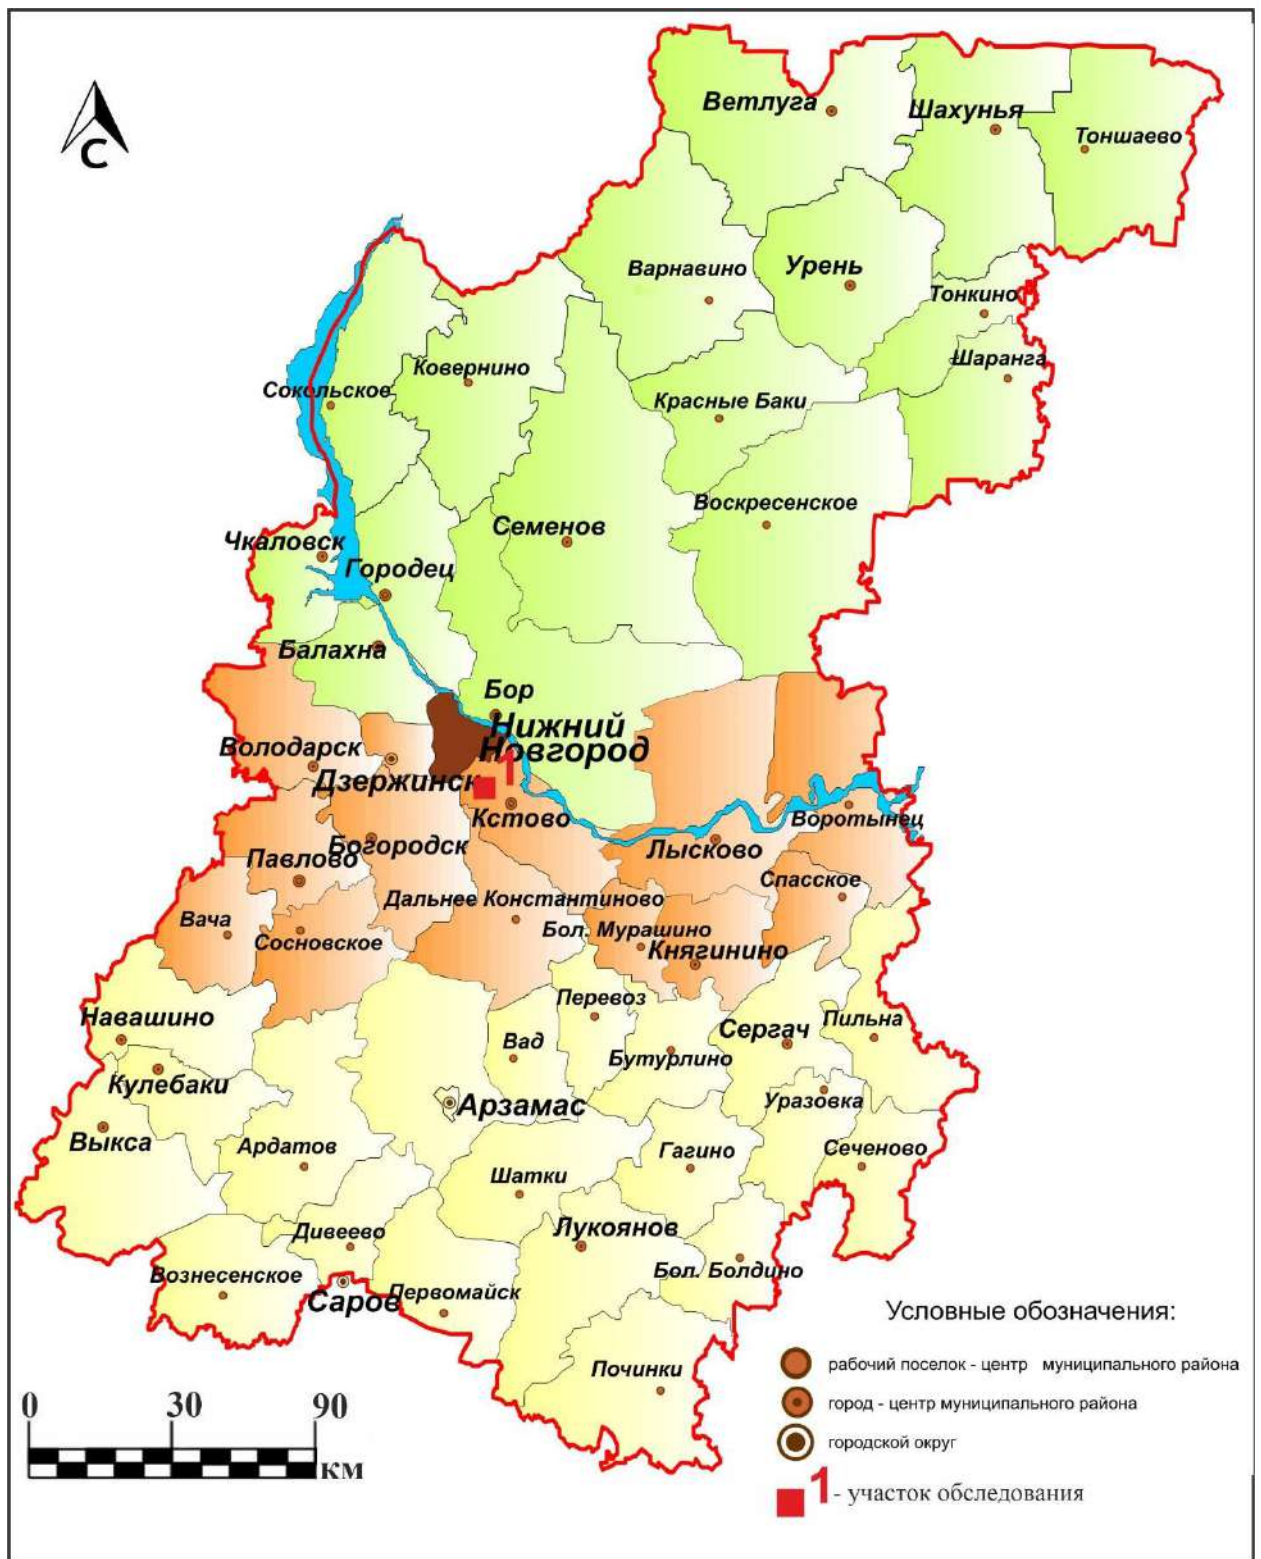 Ветлуга
Шахунья
Тоншаево
С
Варнавино
Урень
Тонкино
Шаранга
Ковернино
Сокольское
Красные Баки
Воскресенское
Семенов
Чкаловск
Городец
Балахна
Бор
Нижний
Новгород
Володарск
Дзержинск
1
Кстово
Воротынец
Богородск
Лысково
Павлово
Спасское
Дальнее Константиново
Вача
Сосновское
Бол. Мурашино
Княгинино
Перевоз
Навашино
Вад
Сергач
Пильна
Бутурлино
Кулебаки
Уразовка
Арзамас
Выкса
Ардатов
Гагино
Сеченово
Шатки
Дивеево
Лукоянов
Вознесенское
Бол. Болдино
Саров
Первомайск
Починки
Условные обозначения:
рабочий поселок - центр муниципального района
город - центр муниципального района
городской округ
1 - участок обследования
0 30 90
км